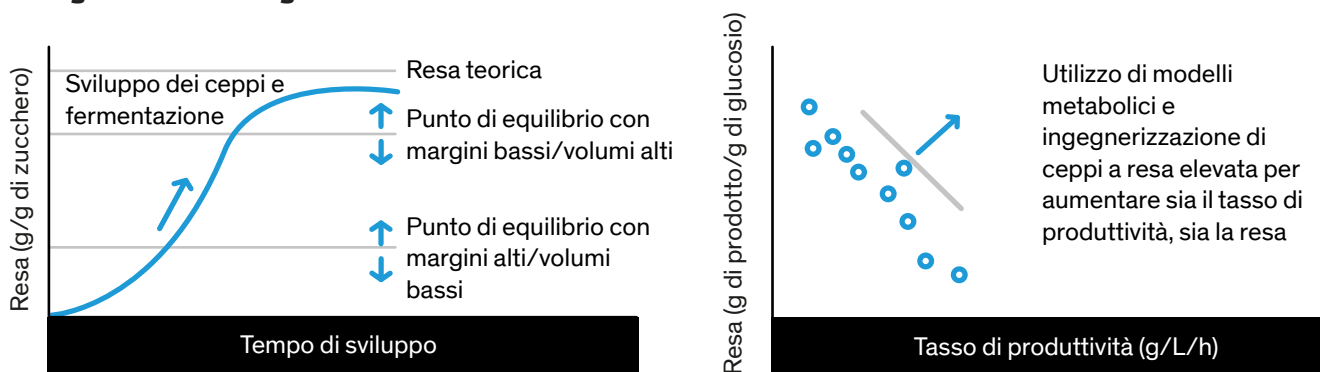 Resa (g/g di zucchero)
Sviluppo dei ceppi e
fermentazione
Resa teorica
Punto di equilibrio con
margini bassi/volumi alti
Punto di equilibrio con
margini alti/volumi
bassi
Tempo di sviluppo
Resa (g di prodotto/g di glucosio)
Utilizzo di modelli
metabolici e
ingegnerizzazione di
ceppi a resa elevata per
aumentare sia il tasso di
produttività, sia la resa
Tasso di produttività (g/L/h)